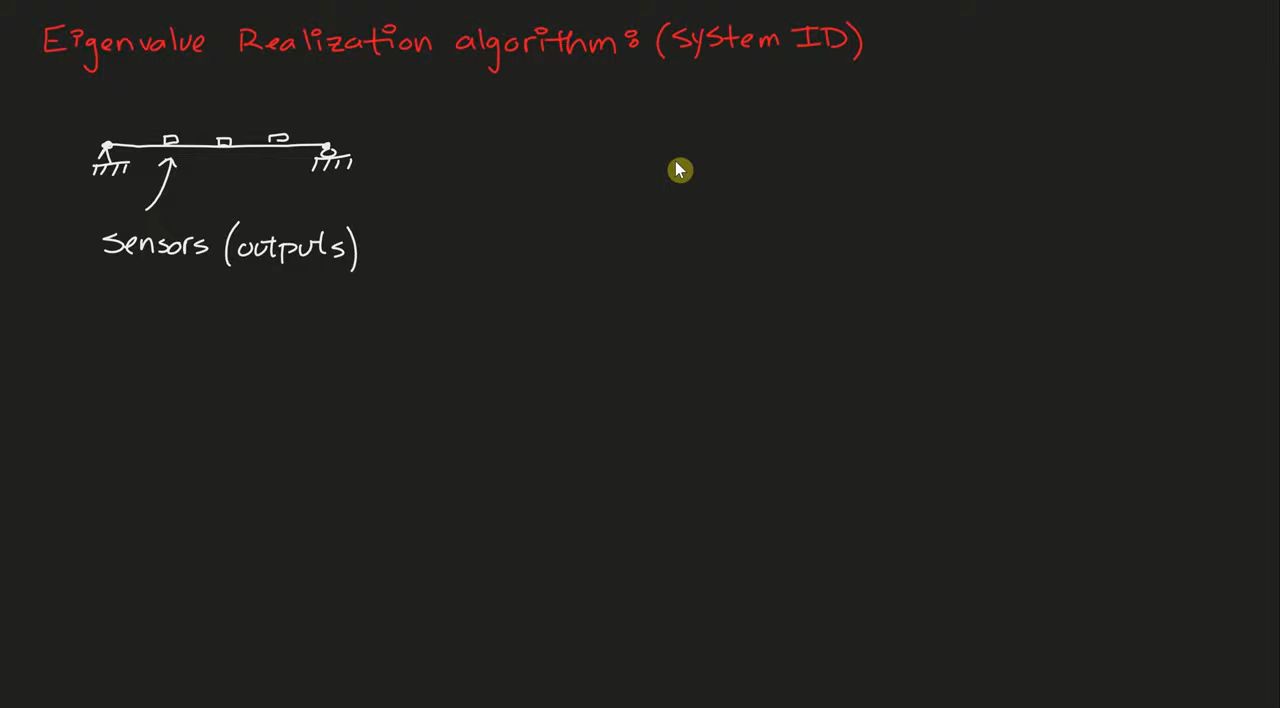 Eigenvalue Realization algorithm: (System ID)
sensors (outputs)